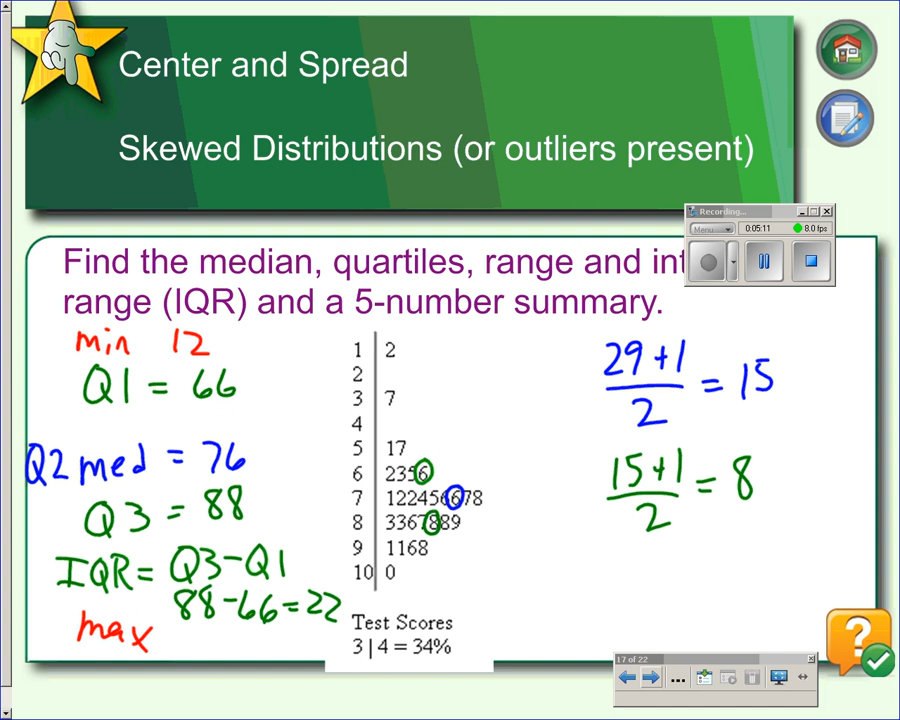 Center and Spread
Skewed Distributions (or outliers present)
Recording...
Menu
0:05:11
8.0 fps
Find the median, quartiles, range and int
range (IQR) and a 5-number summary.
min 12
Q1 = 66
Q2 med = 76
Q3 = 88
IQR = Q3-Q1
88-66=22
max
1 | 2
2 |
3 | 7
4 |
5 | 17
6 | 2356
7 | 122456678
8 | 3367889
9 | 1168
10 | 0
Test Scores
3 | 4 = 34%
29+1
2
= 15
15+1
2
= 8
17 of 22